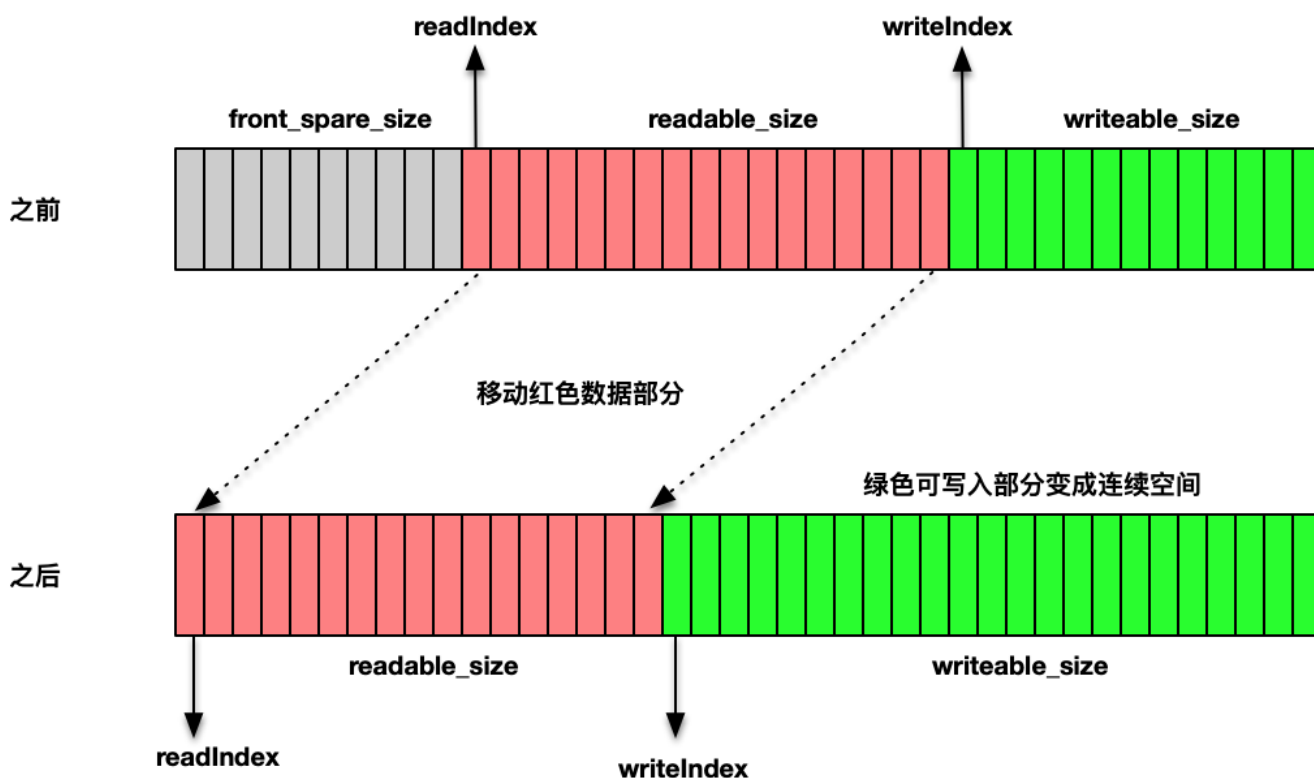 readIndex
writeIndex
front_spare_size
readable_size
writeable_size
之前
移动红色数据部分
绿色可写入部分变成连续空间
之后
readable_size
writeable_size
readIndex
writeIndex